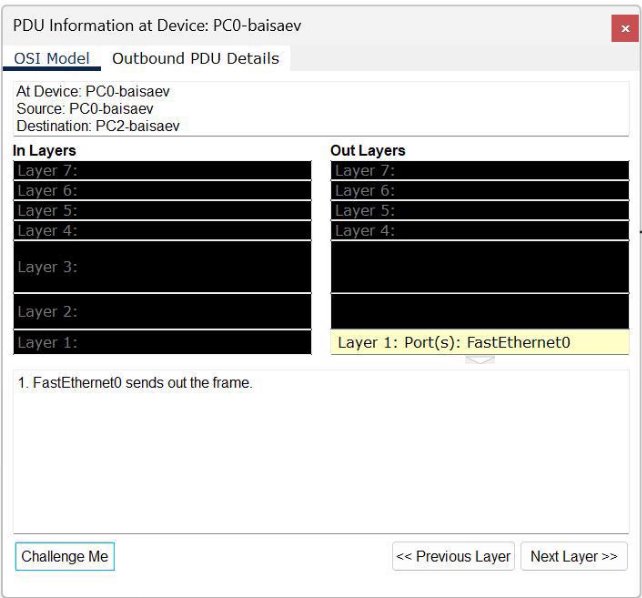 PDU Information at Device: PC0-baisaev
x
OSI Model Outbound PDU Details
At Device: PC0-baisaev
Source: PC0-baisaev
Destination: PC2-baisaev
In Layers
Layer 7:
Layer 6:
Layer 5:
Layer 4:
Layer 3:
Layer 2:
Layer 1:
Out Layers
Layer 7:
Layer 6:
Layer 5:
Layer 4:
Layer 1: Port(s): FastEthernet0
1. FastEthernet0 sends out the frame.
Challenge Me
<< Previous Layer
Next Layer >>